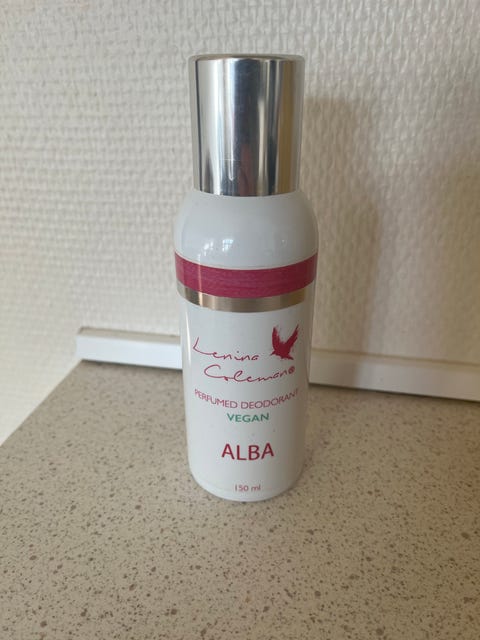 Lenina
Coleman®
PERFUMED DEODORANT
VEGAN
ALBA
150 ml